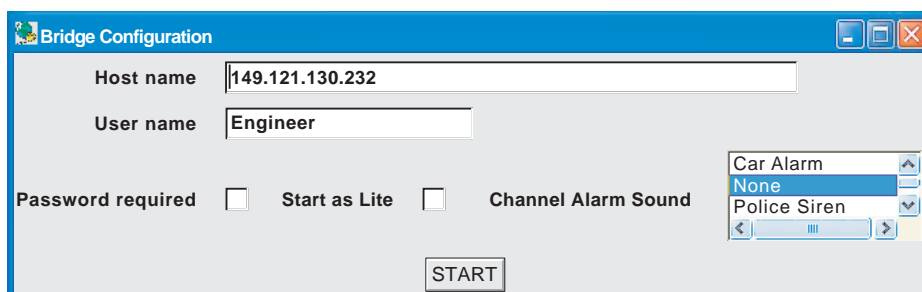 Bridge Configuration
Host name 149.121.130.232
User name Engineer
Car Alarm
None
Password required Start as Lite Channel Alarm Sound
Police Siren
START